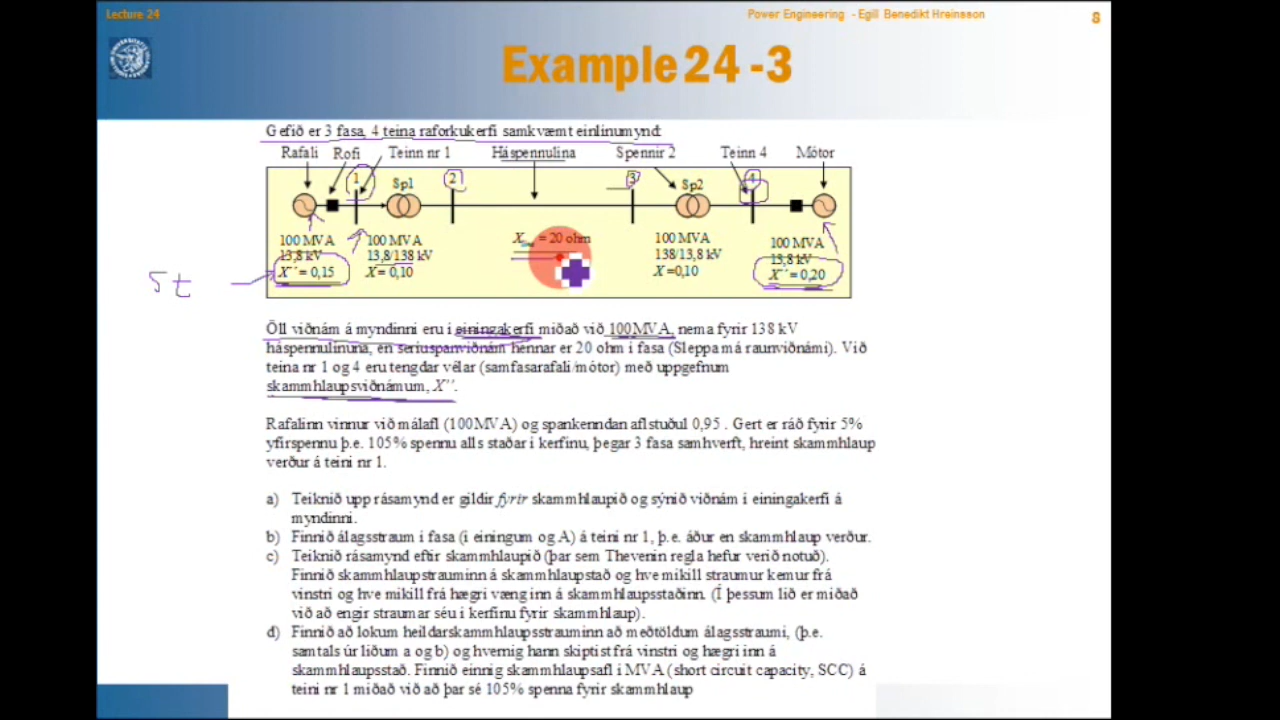 Lecture 24
Power Engineering - Egill Benedikt Hreinsson
8
Example 24 -3
Gefið er 3 fasa, 4 teina raforkukerfi samkvæmt einlínumynd:
Rafali Rofi Teinn nr 1 Háspennulína Spennir 2 Teinn 4 Mótor
1 Sp1 2 3 Sp2 4
100 MVA
13,8 kV
X´´= 0,15
100 MVA
13,8/138 kV
X= 0,10
= 20 ohm
100 MVA
138/13,8 kV
X=0,10
100 MVA
13,8 kV
X´´= 0,20
5t
Öll viðnám á myndinni eru í einingakerfi miðað við 100MVA, nema fyrir 138 kV
háspennulínuna, en seríuspanviðnám hennar er 20 ohm í fasa (Sleppa má raunviðnámi). Við
teina nr 1 og 4 eru tengdar vélar (samfasarafali/mótor) með uppgefnum
skammhlaupsviðnámum, X’’.
Rafalinn vinnur við málafl (100MVA) og spankenndan aflstuðul 0,95 . Gert er ráð fyrir 5%
yfirspennu þ.e. 105% spennu alls staðar í kerfinu, þegar 3 fasa samhverft, hreint skammhlaup
verður á teini nr 1.
a) Teiknið upp rásamynd er gildir fyrir skammhlaupið og sýnið viðnám í einingakerfi á
myndinni.
b) Finnið álagsstraum í fasa (í einingum og A) á teini nr 1, þ.e. áður en skammhlaup verður.
c) Teiknið rásamynd eftir skammhlaupið (þar sem Thevenin regla hefur verið notuð).
Finnið skammhlaupstrauminn á skammhlaupstað og hve mikill straumur kemur frá
vinstri og hve mikill frá hægri væng inn á skammhlaupsstaðinn. (Í þessum lið er miðað
við að engir straumar séu í kerfinu fyrir skammhlaup).
d) Finnið að lokum heildarskammhlaupsstrauminn að meðtöldum álagsstraumi, (þ.e.
samtals úr liðum a og b) og hvernig hann skiptist frá vinstri og hægri inn á
skammhlaupsstað. Finnið einnig skammhlaupsafl í MVA (short circuit capacity, SCC) á
teini nr 1 miðað við að þar sé 105% spenna fyrir skammhlaup